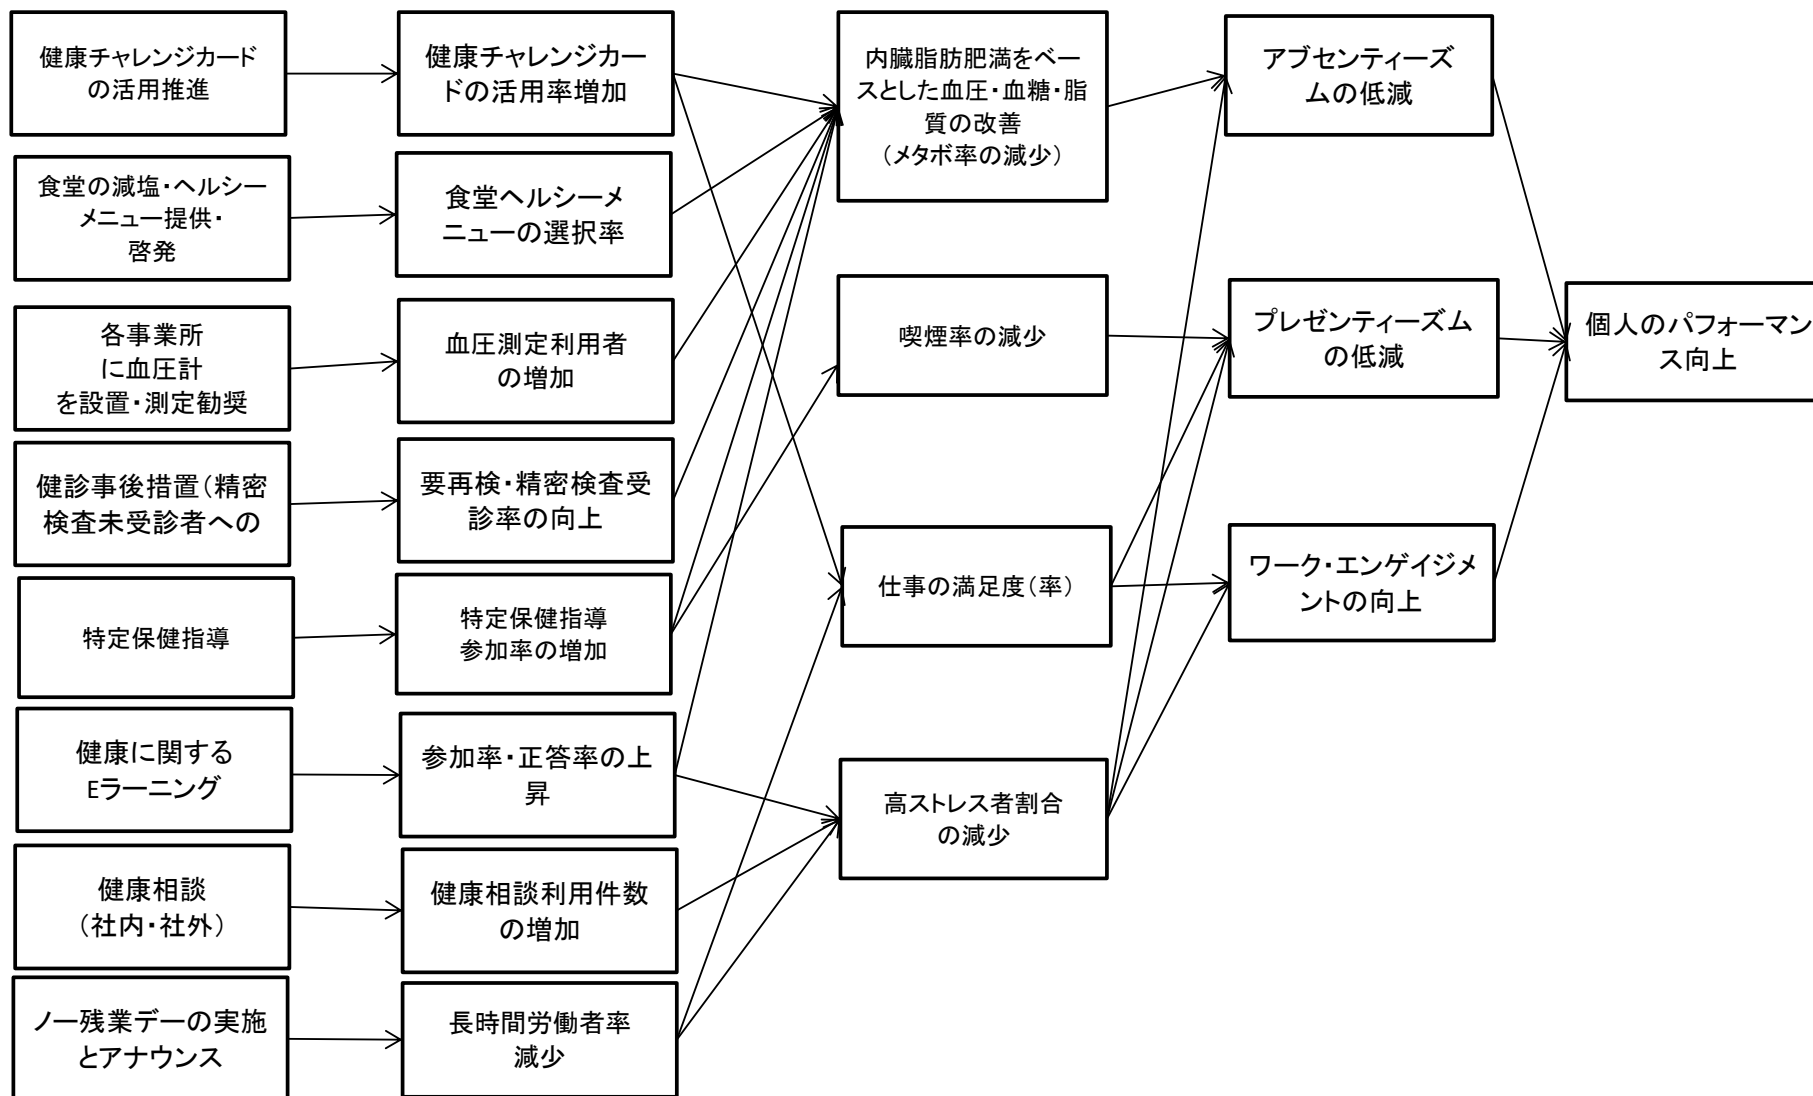 健康チャレンジカード
の活用推進
食堂の減塩・ヘルシー
メニュー提供・
啓発
各事業所
に血圧計
を設置・測定勧奨
健診事後措置（精密
検査未受診者への
特定保健指導
健康に関する
Eラーニング
健康相談
（社内・社外）
ノー残業デーの実施
とアナウンス
健康チャレンジカー
ドの活用率増加
食堂ヘルシーメ
ニューの選択率
血圧測定利用者
の増加
要再検・精密検査受
診率の向上
特定保健指導
参加率の増加
参加率・正答率の上
昇
健康相談利用件数
の増加
長時間労働者率
減少
内臓脂肪肥満をベー
スとした血圧・血糖・脂
質の改善
（メタボ率の減少）
喫煙率の減少
仕事の満足度（率）
高ストレス者割合
の減少
アブセンティーズ
ムの低減
プレゼンティーズム
の低減
ワーク・エンゲイジメ
ントの向上
個人のパフォーマン
ス向上